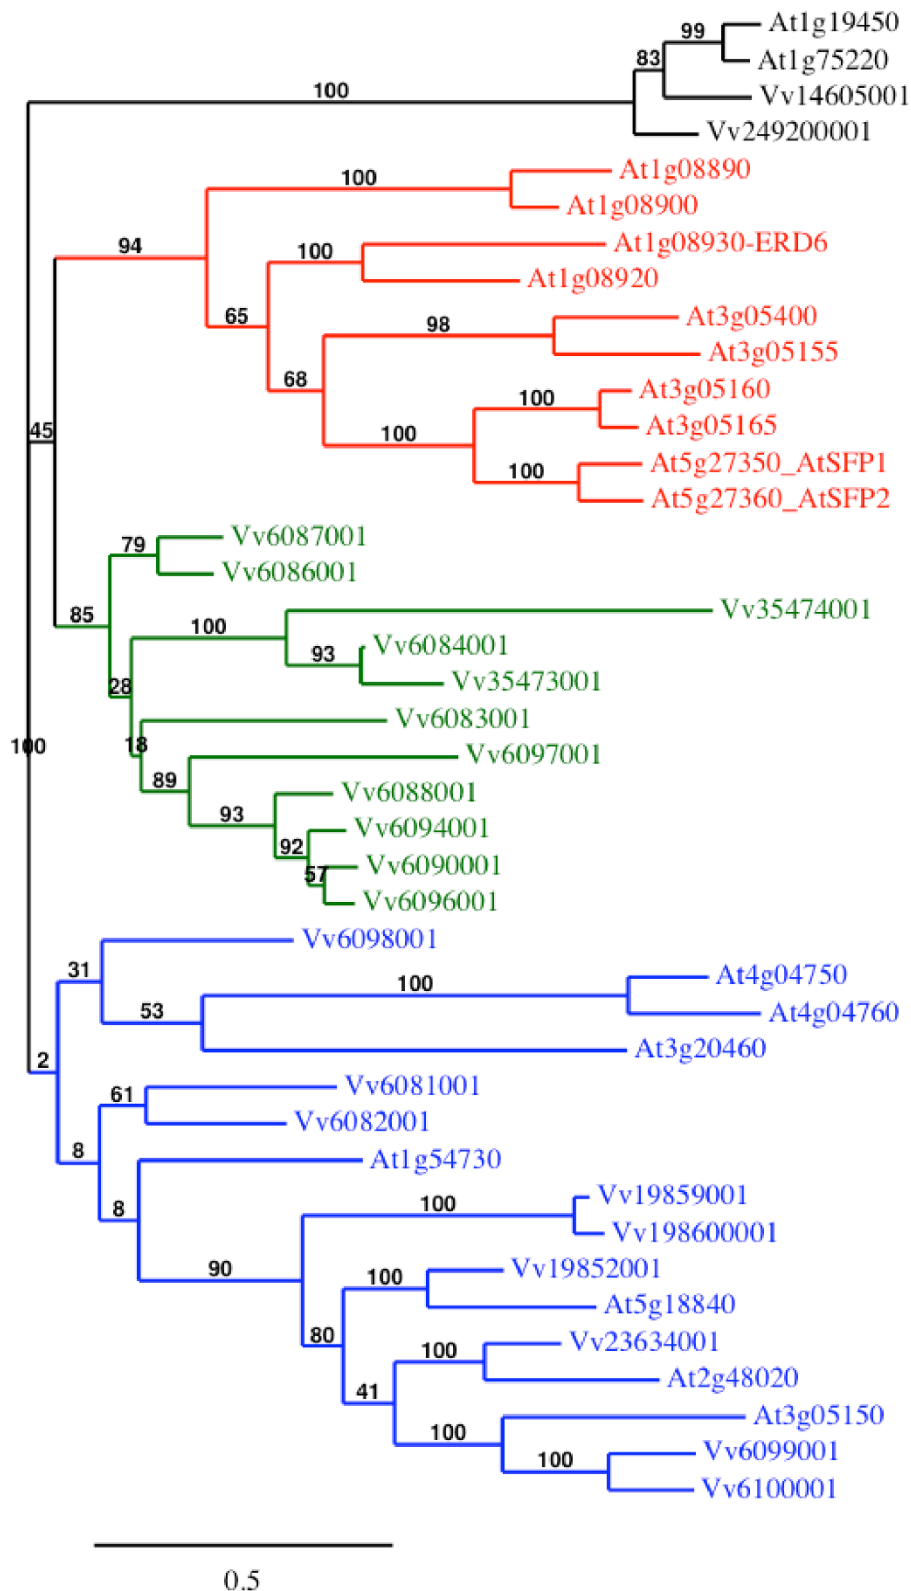 At1g19450
99
At1g75220
83
Vv14605001
100
Vv249200001
At1g08890
100
At1g08900
At1g08930-ERD6
94
100
At1g08920
At3g05400
65
98
At3g05155
68
At3g05160
100
At3g05165
45
100
At5g27350_AtSFP1
100
At5g27360_AtSFP2
Vv6087001
79
Vv6086001
Vv35474001
85
100
Vv6084001
93
Vv35473001
28
Vv6083001
100
18
Vv6097001
89
Vv6088001
93
Vv6094001
92
Vv6090001
57
Vv6096001
Vv6098001
31
At4g04750
100
At4g04760
53
At3g20460
2
Vv6081001
61
Vv6082001
8
At1g54730
Vv19859001
8
100
Vv198600001
90
Vv19852001
100
At5g18840
80
Vv23634001
100
At2g48020
41
At3g05150
100
Vv6099001
100
Vv6100001
0.5